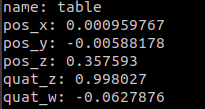 name: table
pos_x: 0.000959767
pos_y: -0.00588178
pos_z: 0.357593
quat_z: 0.998027
quat_w: -0.0627876